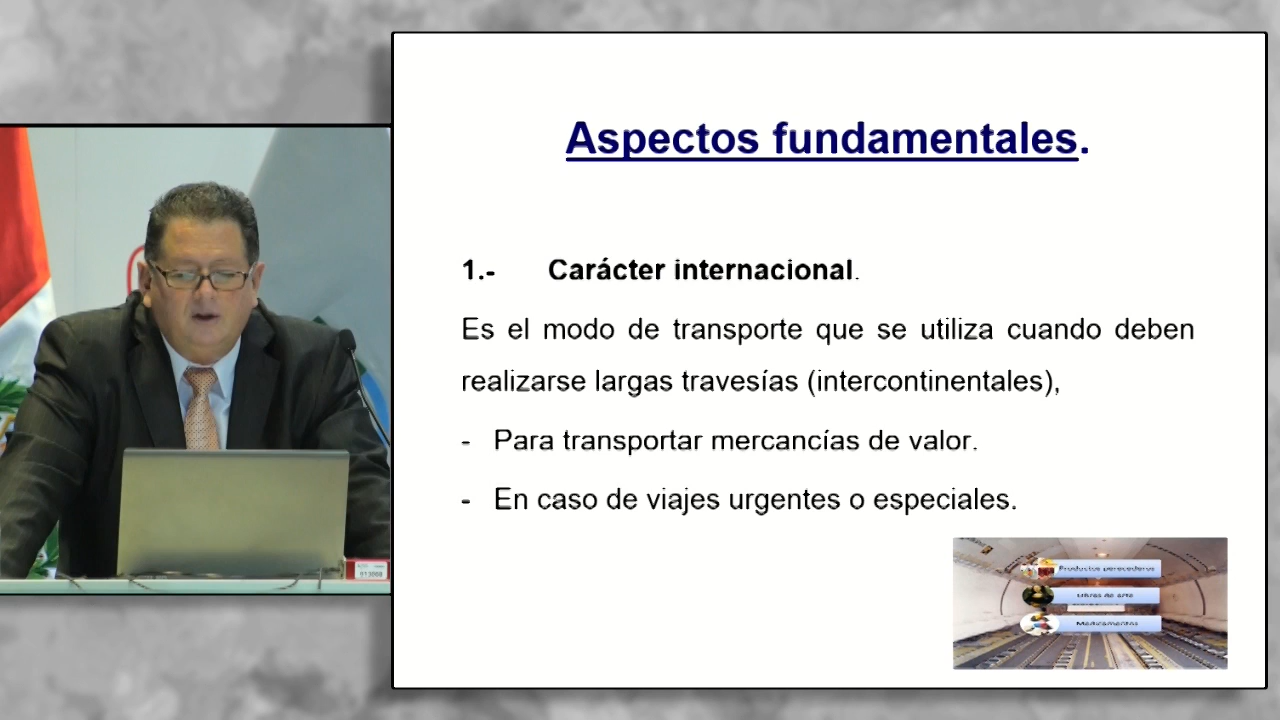 Aspectos fundamentales.
1.- Carácter internacional.
Es el modo de transporte que se utiliza cuando deben
realizarse largas travesías (intercontinentales),
- Para transportar mercancías de valor.
- En caso de viajes urgentes o especiales.
Productos perecederos
Obras de arte
Medicamentos